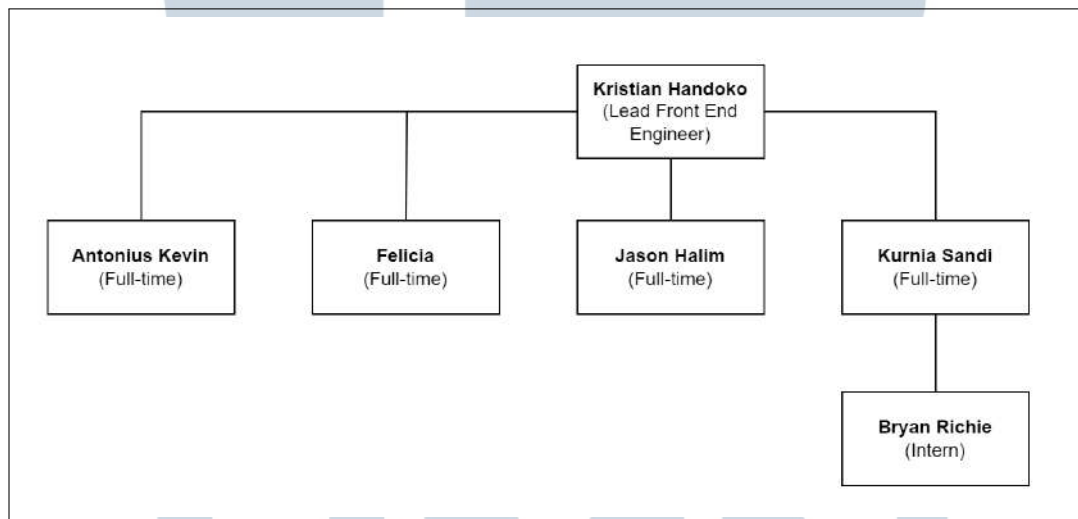 Kristian Handoko
(Lead Front End
Engineer)
Antonius Kevin
(Full-time)
Felicia
(Full-time)
Jason Halim
(Full-time)
Kurnia Sandi
(Full-time)
Bryan Richie
(Intern)